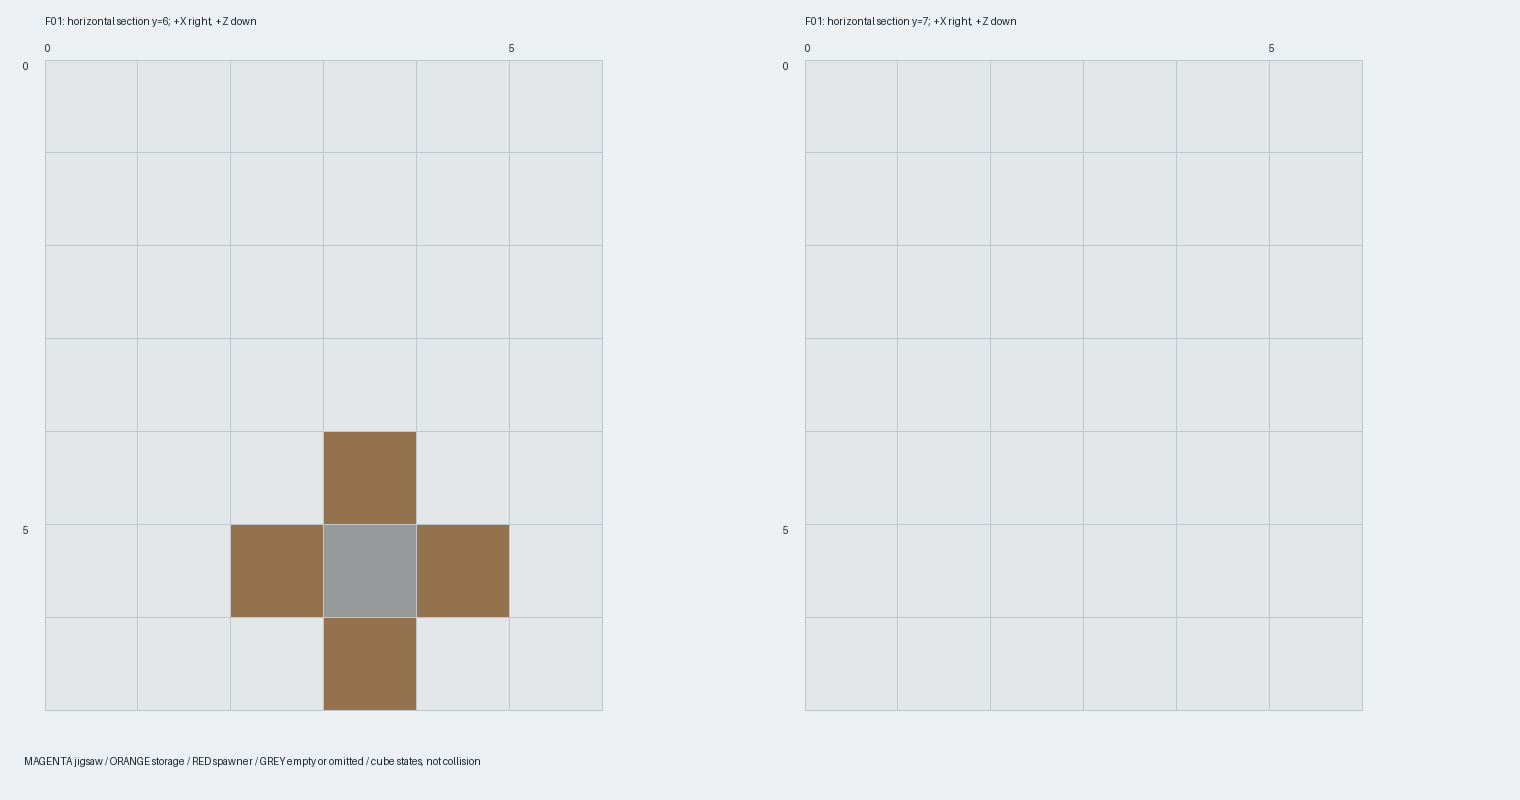 F01: horizontal section y=6; +X right, +Z down
F01: horizontal section y=7; +X right, +Z down
0 5
0 5
0
0
5
5
MAGENTA jigsaw / ORANGE storage / RED spawner / GREY empty or omitted / cube states, not collision